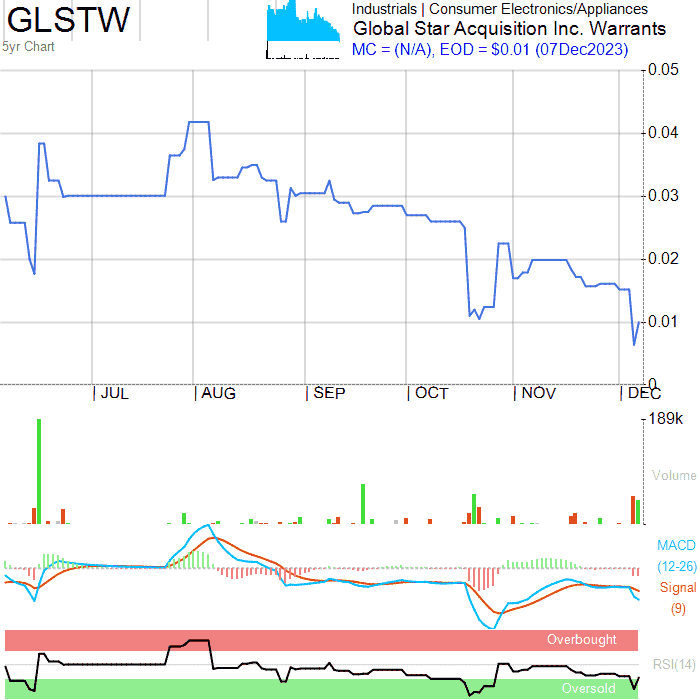 GLSTW
5yr Chart
Industrials | Consumer Electronics/Appliances
Global Star Acquisition Inc. Warrants
MC = (N/A), EOD = $0.01 (07Dec2023)
0.05
0.04
0.03
0.02
0.01
0
JUL AUG SEP OCT NOV DEC
189k
Volume
MACD
(12-26)
Signal
(9)
Overbought
RSI(14)
Oversold